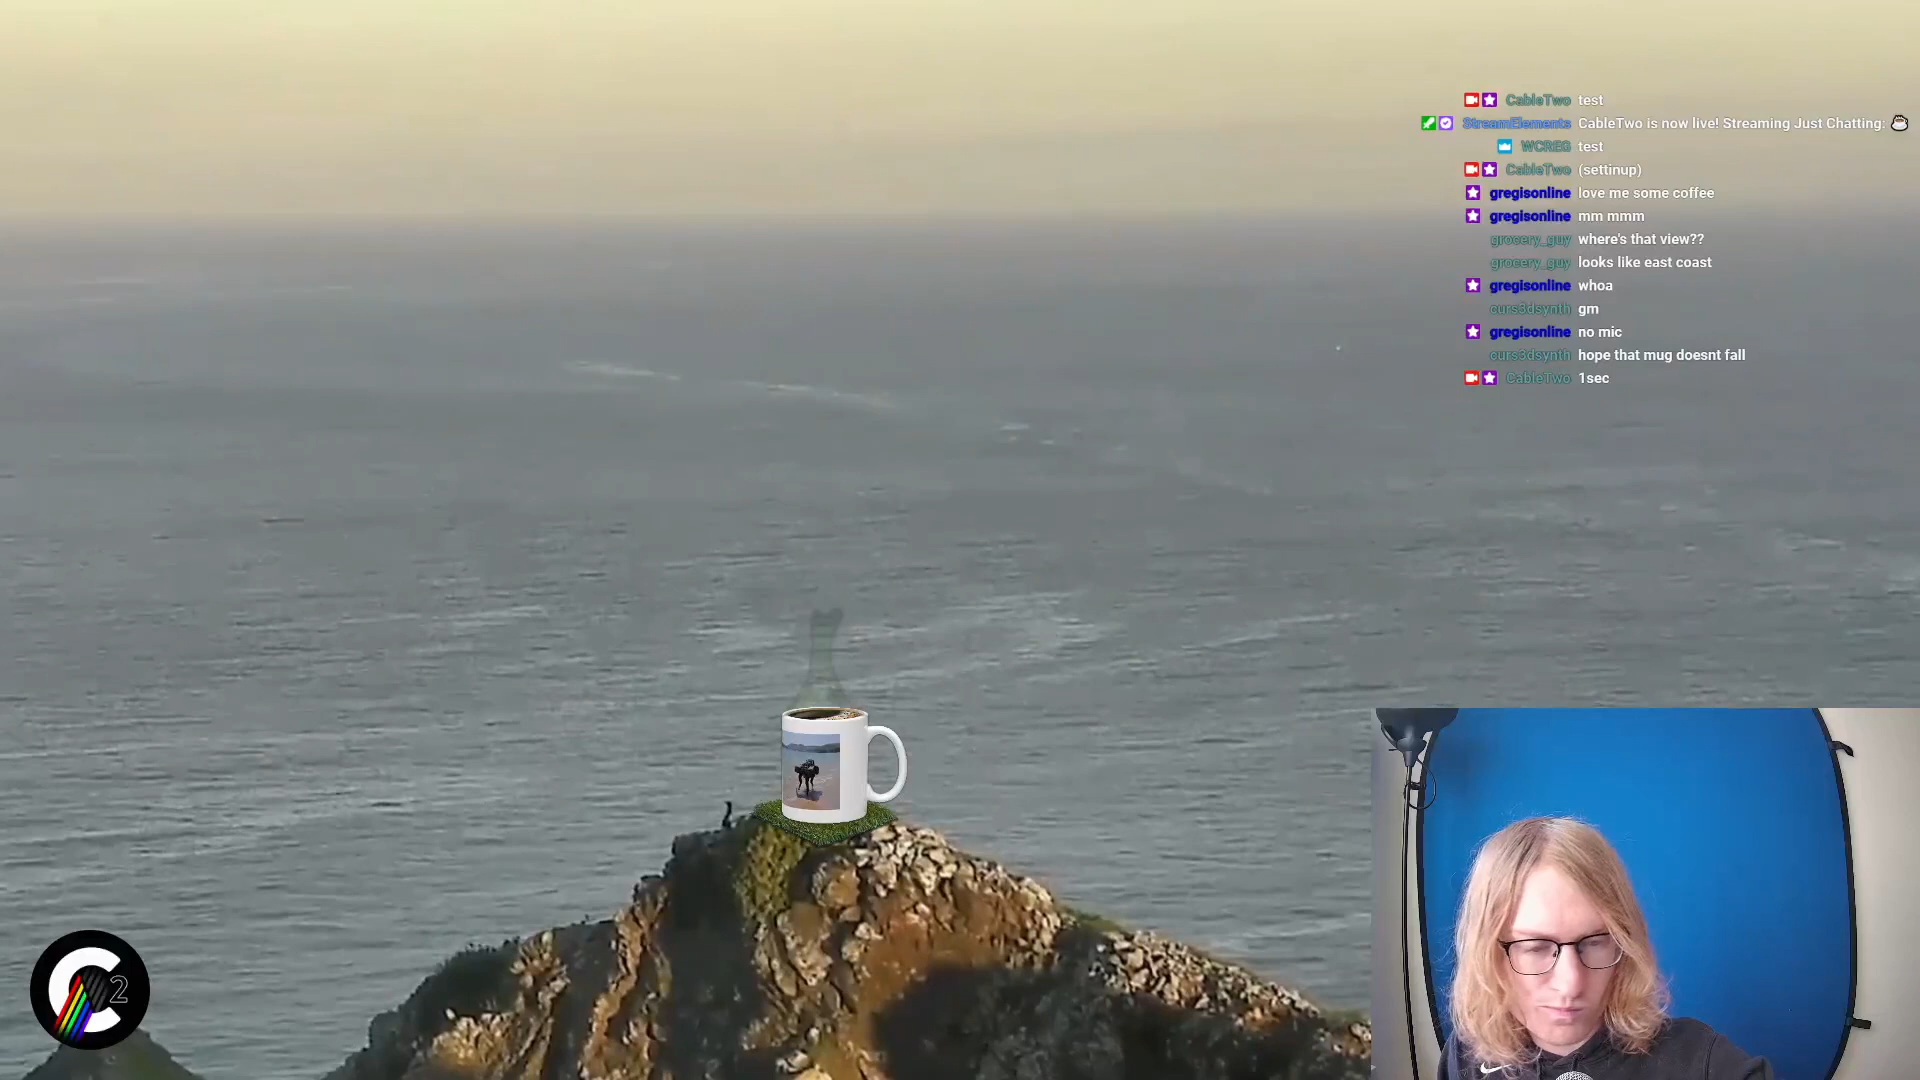 CableTwo test
StreamElements CableTwo is now live! Streaming Just Chatting: ☕
WCREG test
CableTwo (settinup)
gregisonline love me some coffee
gregisonline mm mmm
grocery_guy where's that view??
grocery_guy looks like east coast
gregisonline whoa
curs3dsynth gm
gregisonline no mic
curs3dsynth hope that mug doesnt fall
CableTwo 1sec
C2